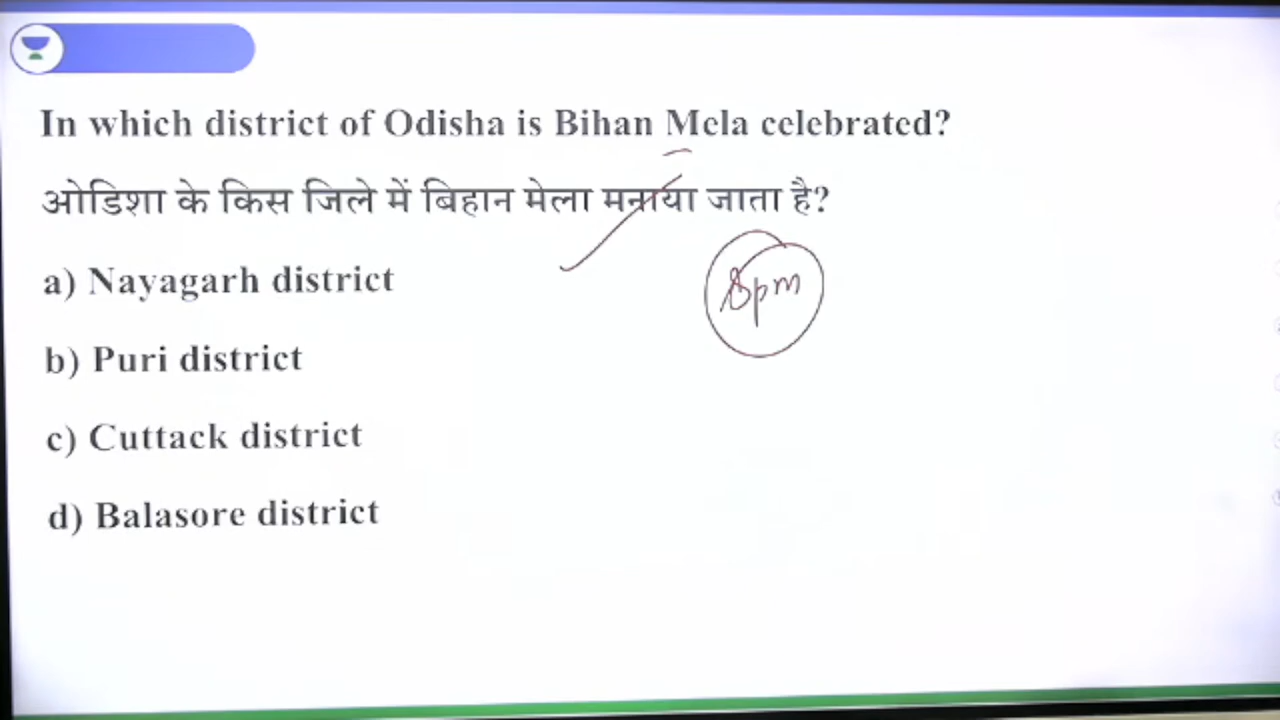 In which district of Odisha is Bihan Mela celebrated?
ओडिशा के किस जिले में बिहान मेला मनाया जाता है?
8pm
a) Nayagarh district
b) Puri district
c) Cuttack district
d) Balasore district